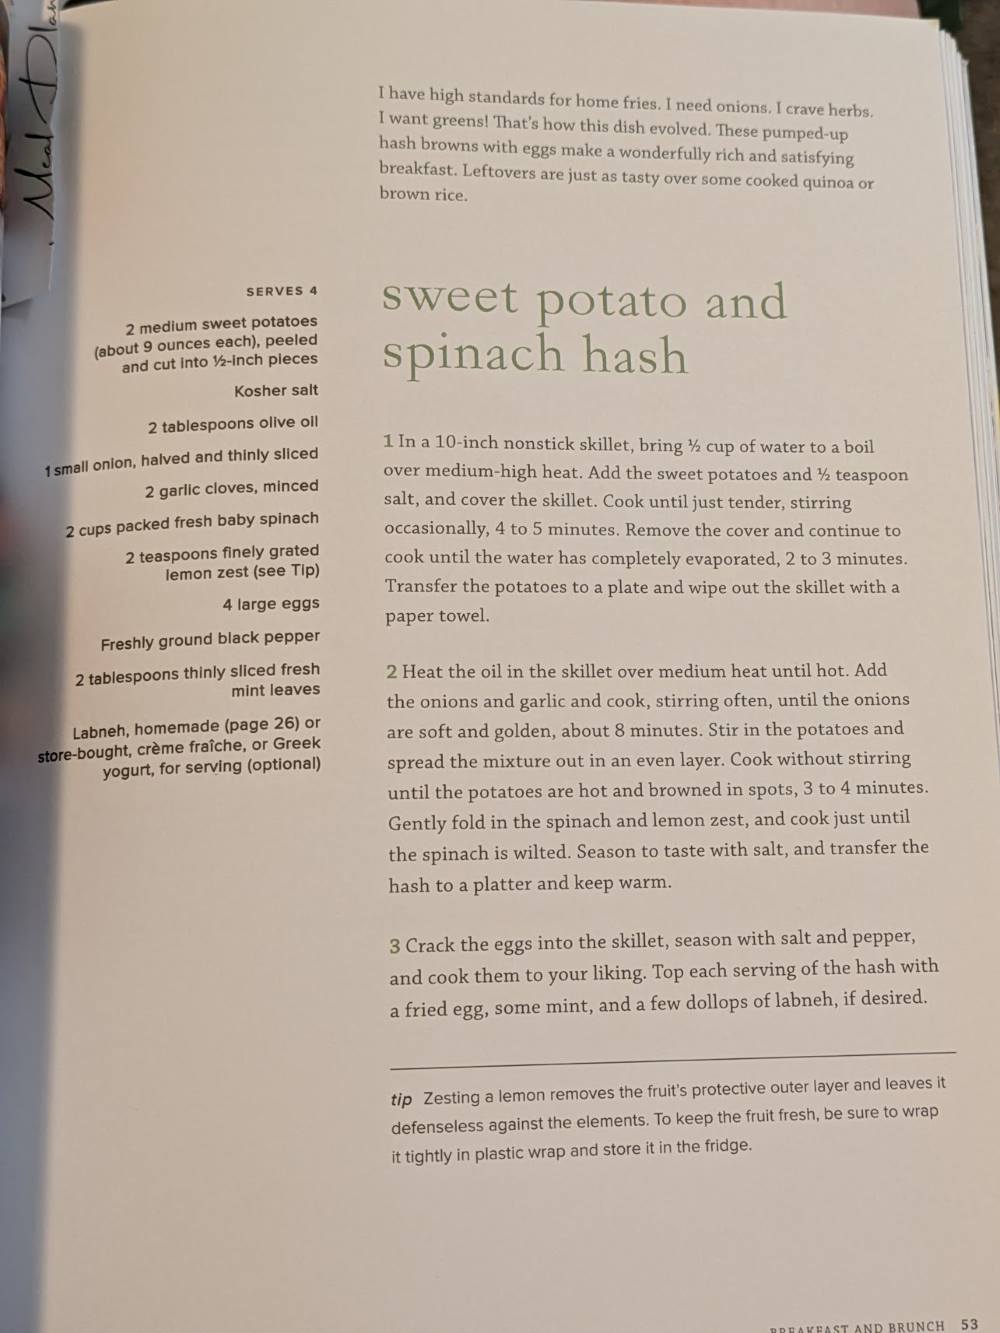 Meal Plan
I have high standards for home fries. I need onions. I crave herbs.
I want greens! That's how this dish evolved. These pumped-up
hash browns with eggs make a wonderfully rich and satisfying
breakfast. Leftovers are just as tasty over some cooked quinoa or
brown rice.
SERVES 4
2 medium sweet potatoes
(about 9 ounces each), peeled
and cut into ½-inch pieces
Kosher salt
2 tablespoons olive oil
1 small onion, halved and thinly sliced
2 garlic cloves, minced
2 cups packed fresh baby spinach
2 teaspoons finely grated
lemon zest (see Tip)
4 large eggs
Freshly ground black pepper
2 tablespoons thinly sliced fresh
mint leaves
Labneh, homemade (page 26) or
store-bought, crème fraîche, or Greek
yogurt, for serving (optional)
sweet potato and
spinach hash
1 In a 10-inch nonstick skillet, bring ½ cup of water to a boil
over medium-high heat. Add the sweet potatoes and ½ teaspoon
salt, and cover the skillet. Cook until just tender, stirring
occasionally, 4 to 5 minutes. Remove the cover and continue to
cook until the water has completely evaporated, 2 to 3 minutes.
Transfer the potatoes to a plate and wipe out the skillet with a
paper towel.
2 Heat the oil in the skillet over medium heat until hot. Add
the onions and garlic and cook, stirring often, until the onions
are soft and golden, about 8 minutes. Stir in the potatoes and
spread the mixture out in an even layer. Cook without stirring
until the potatoes are hot and browned in spots, 3 to 4 minutes.
Gently fold in the spinach and lemon zest, and cook just until
the spinach is wilted. Season to taste with salt, and transfer the
hash to a platter and keep warm.
3 Crack the eggs into the skillet, season with salt and pepper,
and cook them to your liking. Top each serving of the hash with
a fried egg, some mint, and a few dollops of labneh, if desired.
tip Zesting a lemon removes the fruit's protective outer layer and leaves it
defenseless against the elements. To keep the fruit fresh, be sure to wrap
it tightly in plastic wrap and store it in the fridge.
BREAKFAST AND BRUNCH 53